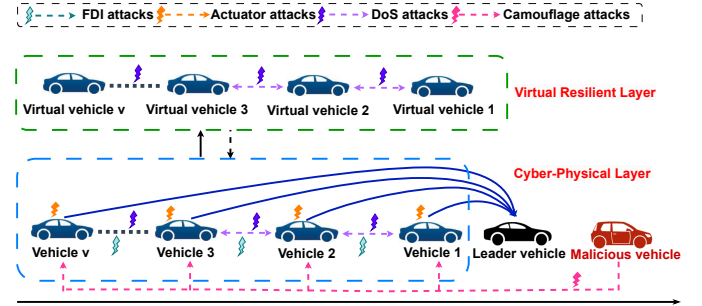 FDI attacks Actuator attacks DoS attacks Camouflage attacks
Virtual vehicle v Virtual vehicle 3 Virtual vehicle 2 Virtual vehicle 1
Virtual Resilient Layer
Cyber-Physical Layer
Vehicle v Vehicle 3 Vehicle 2 Vehicle 1 Leader vehicle Malicious vehicle